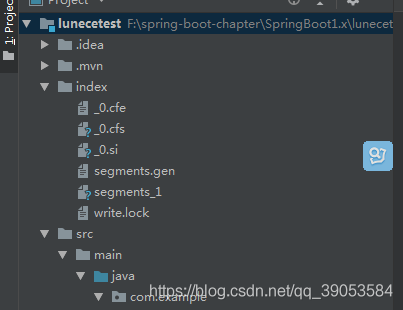 Project
1: Project
lunecetest F:\spring-boot-chapter\SpringBoot1.x\lunecet
.idea
.mvn
index
_0.cfe
_0.cfs
_0.si
segments.gen
segments_1
write.lock
src
main
java
com.example
https://blog.csdn.net/qq_39053584